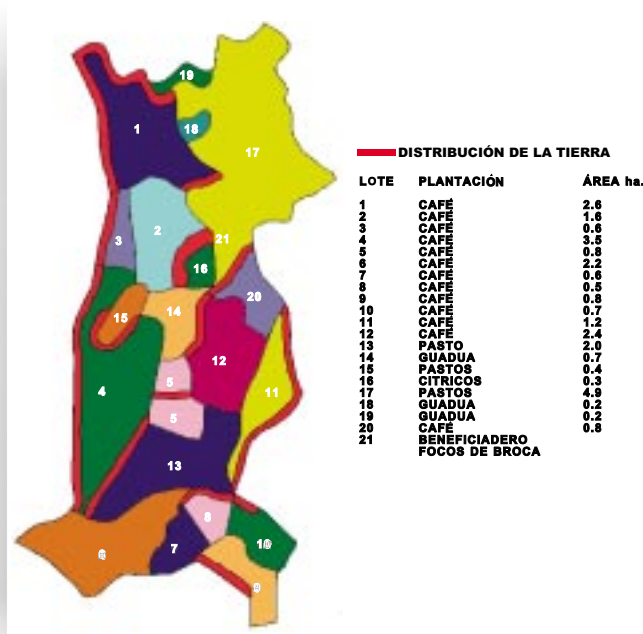 19
1
18
17
2
3
21
16
20
14
15
12
5
4
11
5
13
8
10
6
7
9
DISTRIBUCIÓN DE LA TIERRA
LOTE PLANTACIÓN ÁREA ha.
1 CAFÉ 2.6
2 CAFÉ 1.6
3 CAFÉ 0.6
4 CAFÉ 3.5
5 CAFÉ 0.8
6 CAFÉ 2.2
7 CAFÉ 0.6
8 CAFÉ 0.5
9 CAFÉ 0.8
10 CAFÉ 0.7
11 CAFÉ 1.2
12 CAFÉ 2.4
13 PASTO 2.0
14 GUADUA 0.7
15 PASTOS 0.4
16 CITRICOS 0.3
17 PASTOS 4.9
18 GUADUA 0.2
19 GUADUA 0.2
20 CAFÉ 0.8
21 BENEFICIADERO
FOCOS DE BROCA